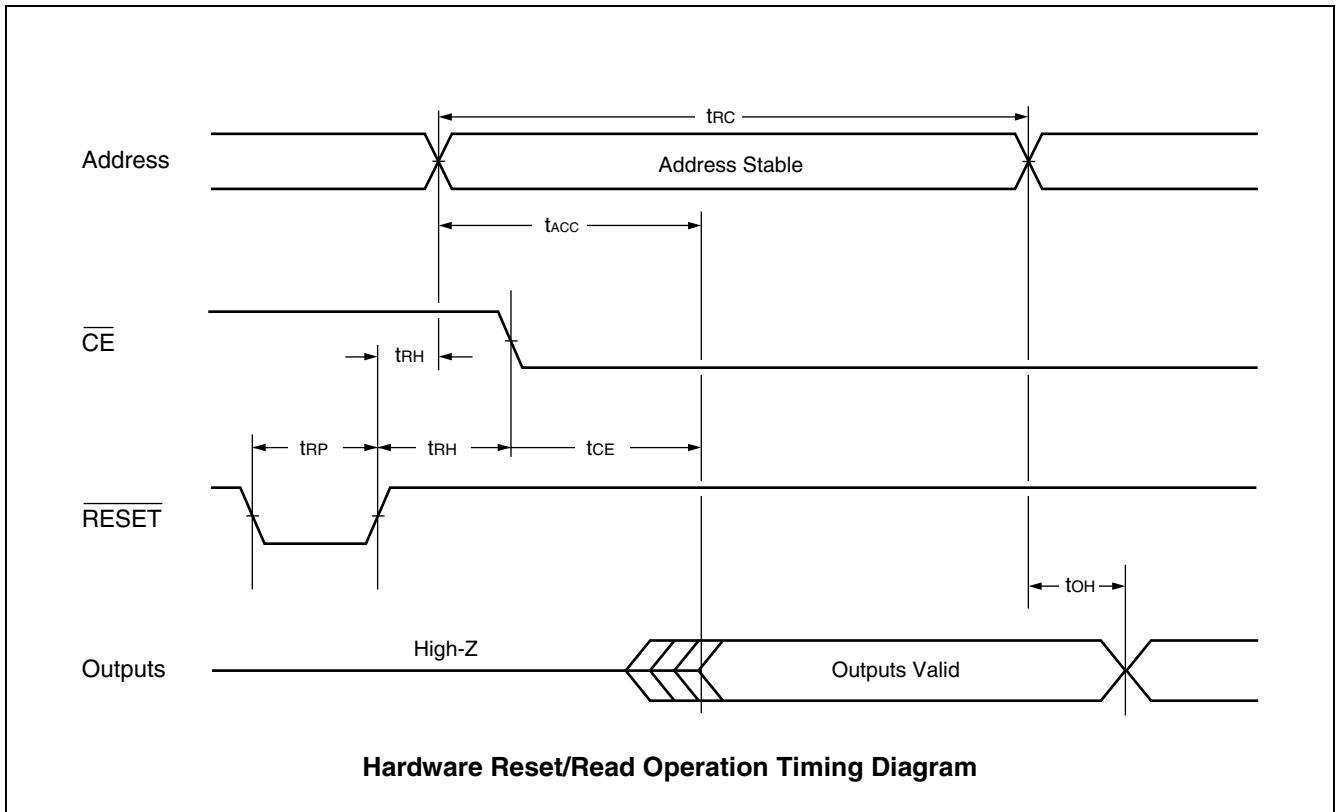 tRC
Address
Address Stable
tACC
CE
tRH
tRP
tRH
tCE
RESET
tOH
High-Z
Outputs
Outputs Valid
Hardware Reset/Read Operation Timing Diagram